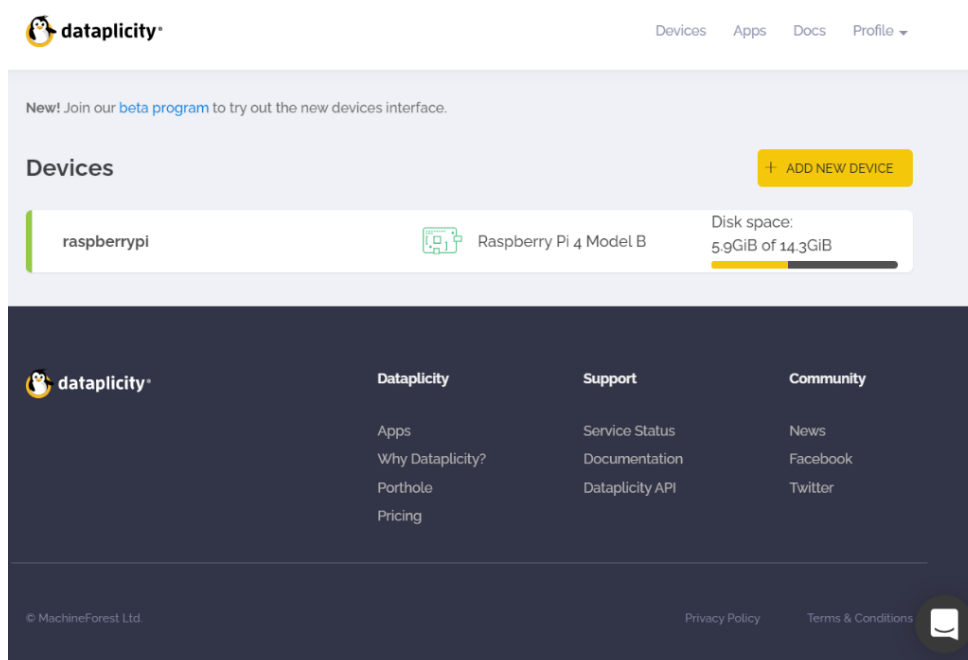 dataplicity
Devices Apps Docs Profile
New! Join our beta program to try out the new devices interface.
Devices
+ ADD NEW DEVICE
raspberrypi
Raspberry Pi 4 Model B
Disk space:
5.9GiB of 14.3GiB
dataplicity
Dataplicity
Apps
Why Dataplicity?
Porthole
Pricing
Support
Service Status
Documentation
Dataplicity API
Community
News
Facebook
Twitter
© MachineForest Ltd.
Privacy Policy
Terms & Conditions